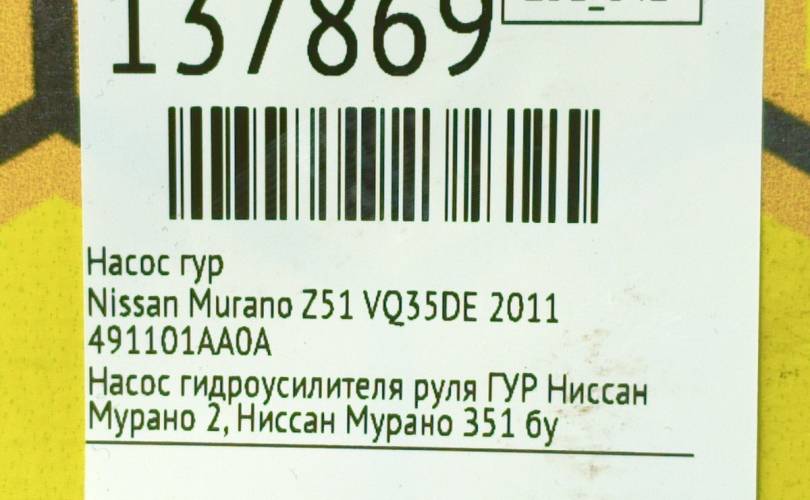 137869
Насос гур
Nissan Murano Z51 VQ35DE 2011
491101AA0A
Насос гидроусилителя руля ГУР Ниссан
Мурано 2, Ниссан Мурано З51 бу